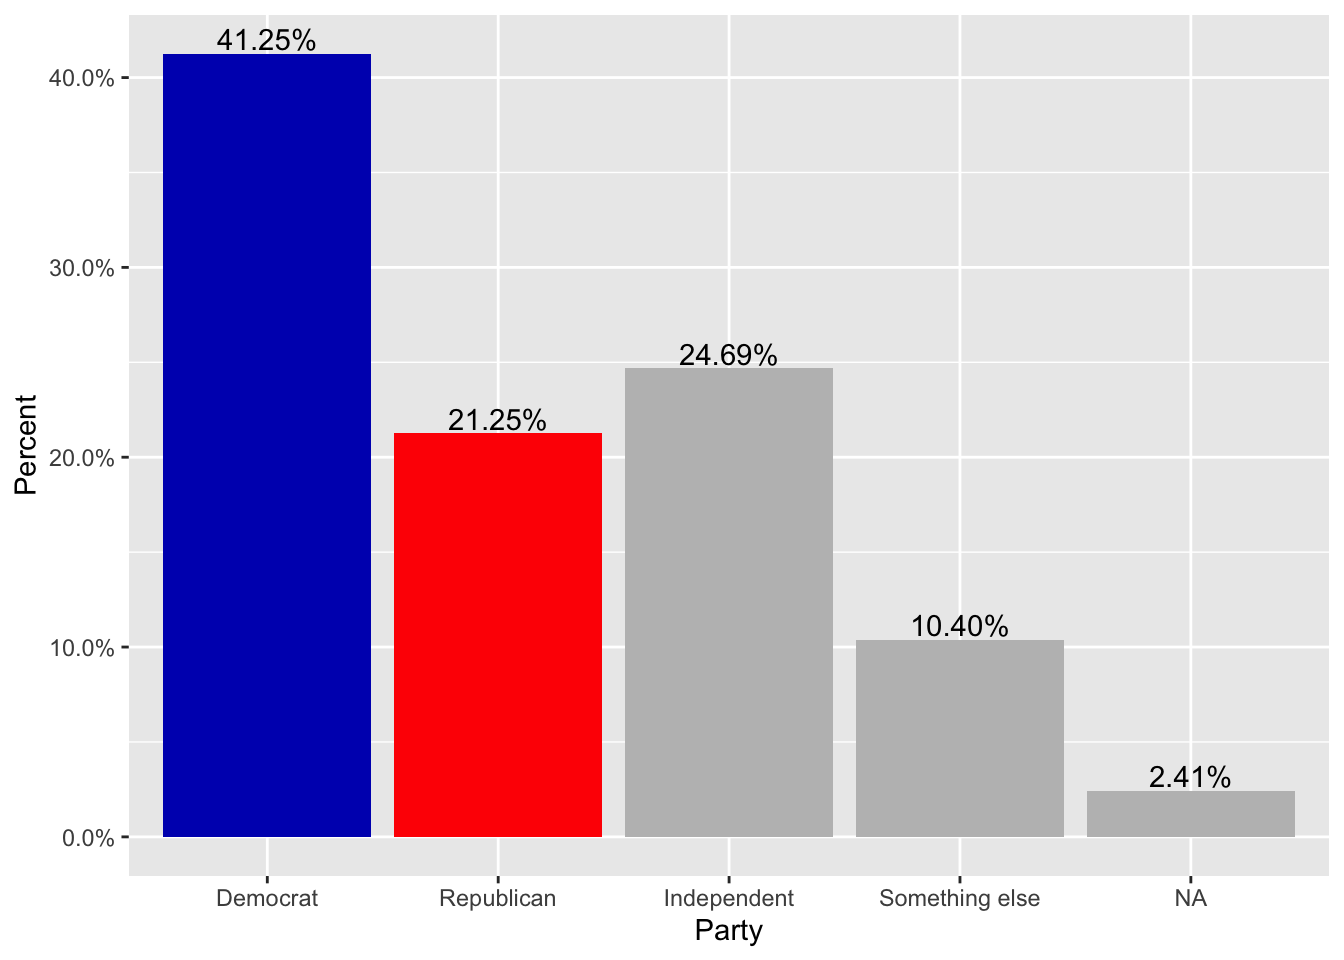 41.25%
40.0%
30.0%
24.69%
21.25%
20.0%
10.40%
10.0%
2.41%
0.0%
Percent
Democrat
Republican
Independent
Something else
NA
Party